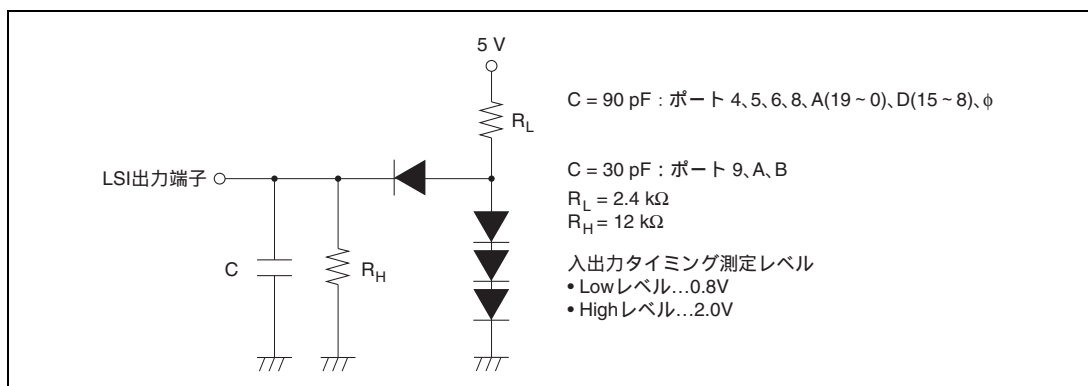 5 V
R_L
C = 90 pF : ポート 4、5、6、8、A(19 ~ 0)、D(15 ~ 8)、ϕ
LSI出力端子
C = 30 pF : ポート 9、A、B
R_L = 2.4 kΩ
R_H = 12 kΩ
C
R_H
入出力タイミング測定レベル
• Lowレベル…0.8V
• Highレベル…2.0V